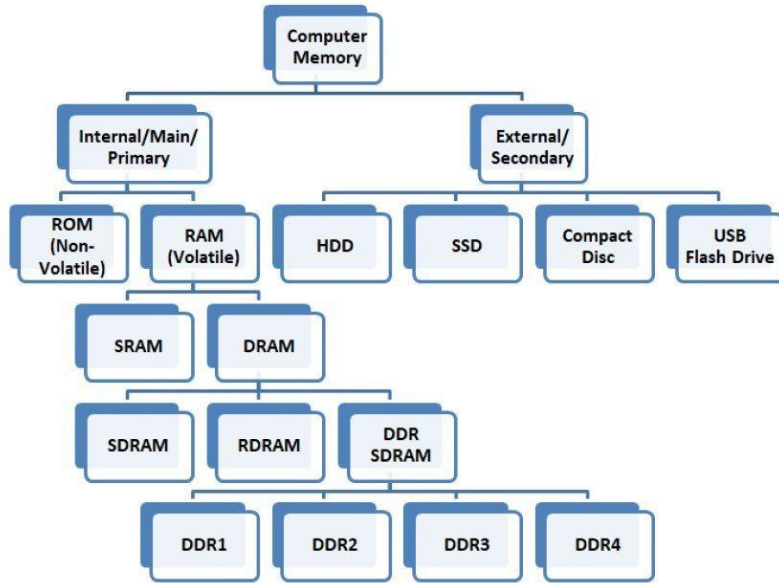 Computer
Memory
Internal/Main/
Primary
External/
Secondary
ROM
(Non-
Volatile)
RAM
(Volatile)
HDD
SSD
Compact
Disc
USB
Flash Drive
SRAM
DRAM
SDRAM
RDRAM
DDR
SDRAM
DDR1
DDR2
DDR3
DDR4